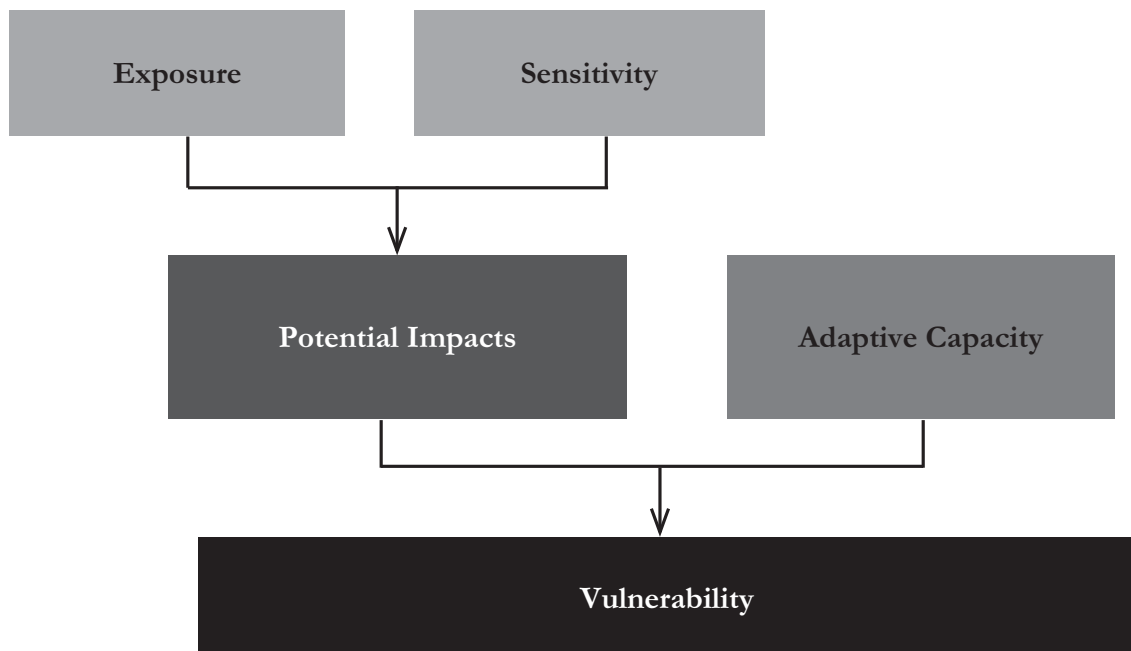 Exposure
Sensitivity
Potential Impacts
Adaptive Capacity
Vulnerability